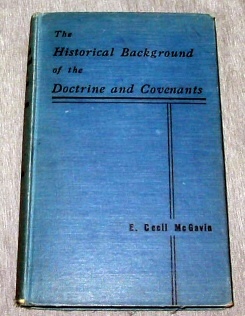 The
Historical Background
of the
Doctrine and Covenants
E. Cecil McGavin